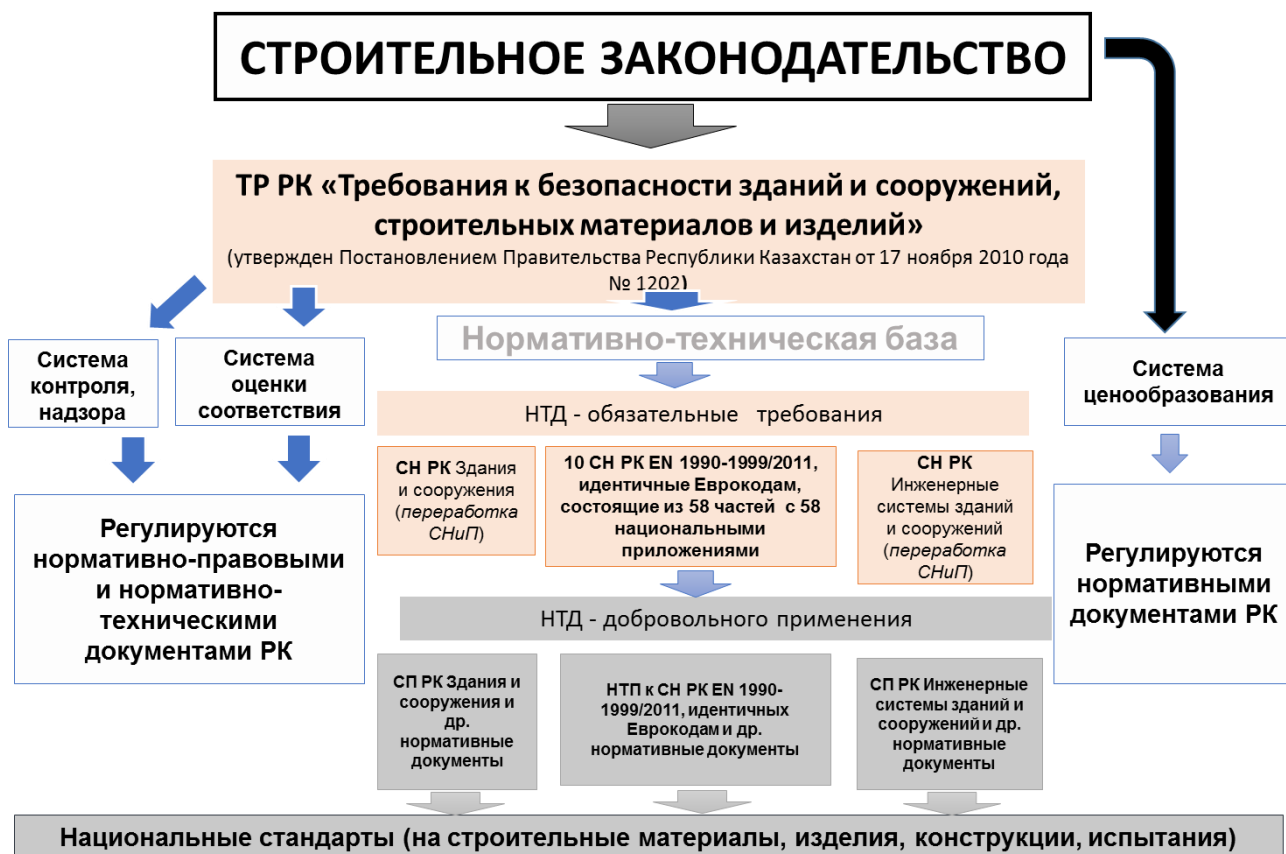 СТРОИТЕЛЬНОЕ ЗАКОНОДАТЕЛЬСТВО
ТР РК «Требования к безопасности зданий и сооружений,
строительных материалов и изделий»
(утвержден Постановлением Правительства Республики Казахстан от 17 ноября 2010 года
№ 1202)
Нормативно-техническая база
Система
контроля,
надзора
Система
оценки
соответствия
Система
ценообразования
НТД - обязательные требования
СН РК Здания
и сооружения
(переработка
СНиП)
10 СН РК EN 1990-1999/2011,
идентичные Еврокодам,
состоящие из 58 частей с 58
национальными
приложениями
СН РК
Инженерные
системы зданий
и сооружений
(переработка
СНиП)
Регулируются
нормативно-правовыми
и нормативно-
техническими
документами РК
Регулируются
нормативными
документами РК
НТД - добровольного применения
СП РК Здания и
сооружения и
др.
нормативные
документы
НТП к СН РК EN 1990-
1999/2011, идентичных
Еврокодам и др.
нормативные документы
СП РК Инженерные
системы зданий и
сооружений и др.
нормативные
документы
Национальные стандарты (на строительные материалы, изделия, конструкции, испытания)